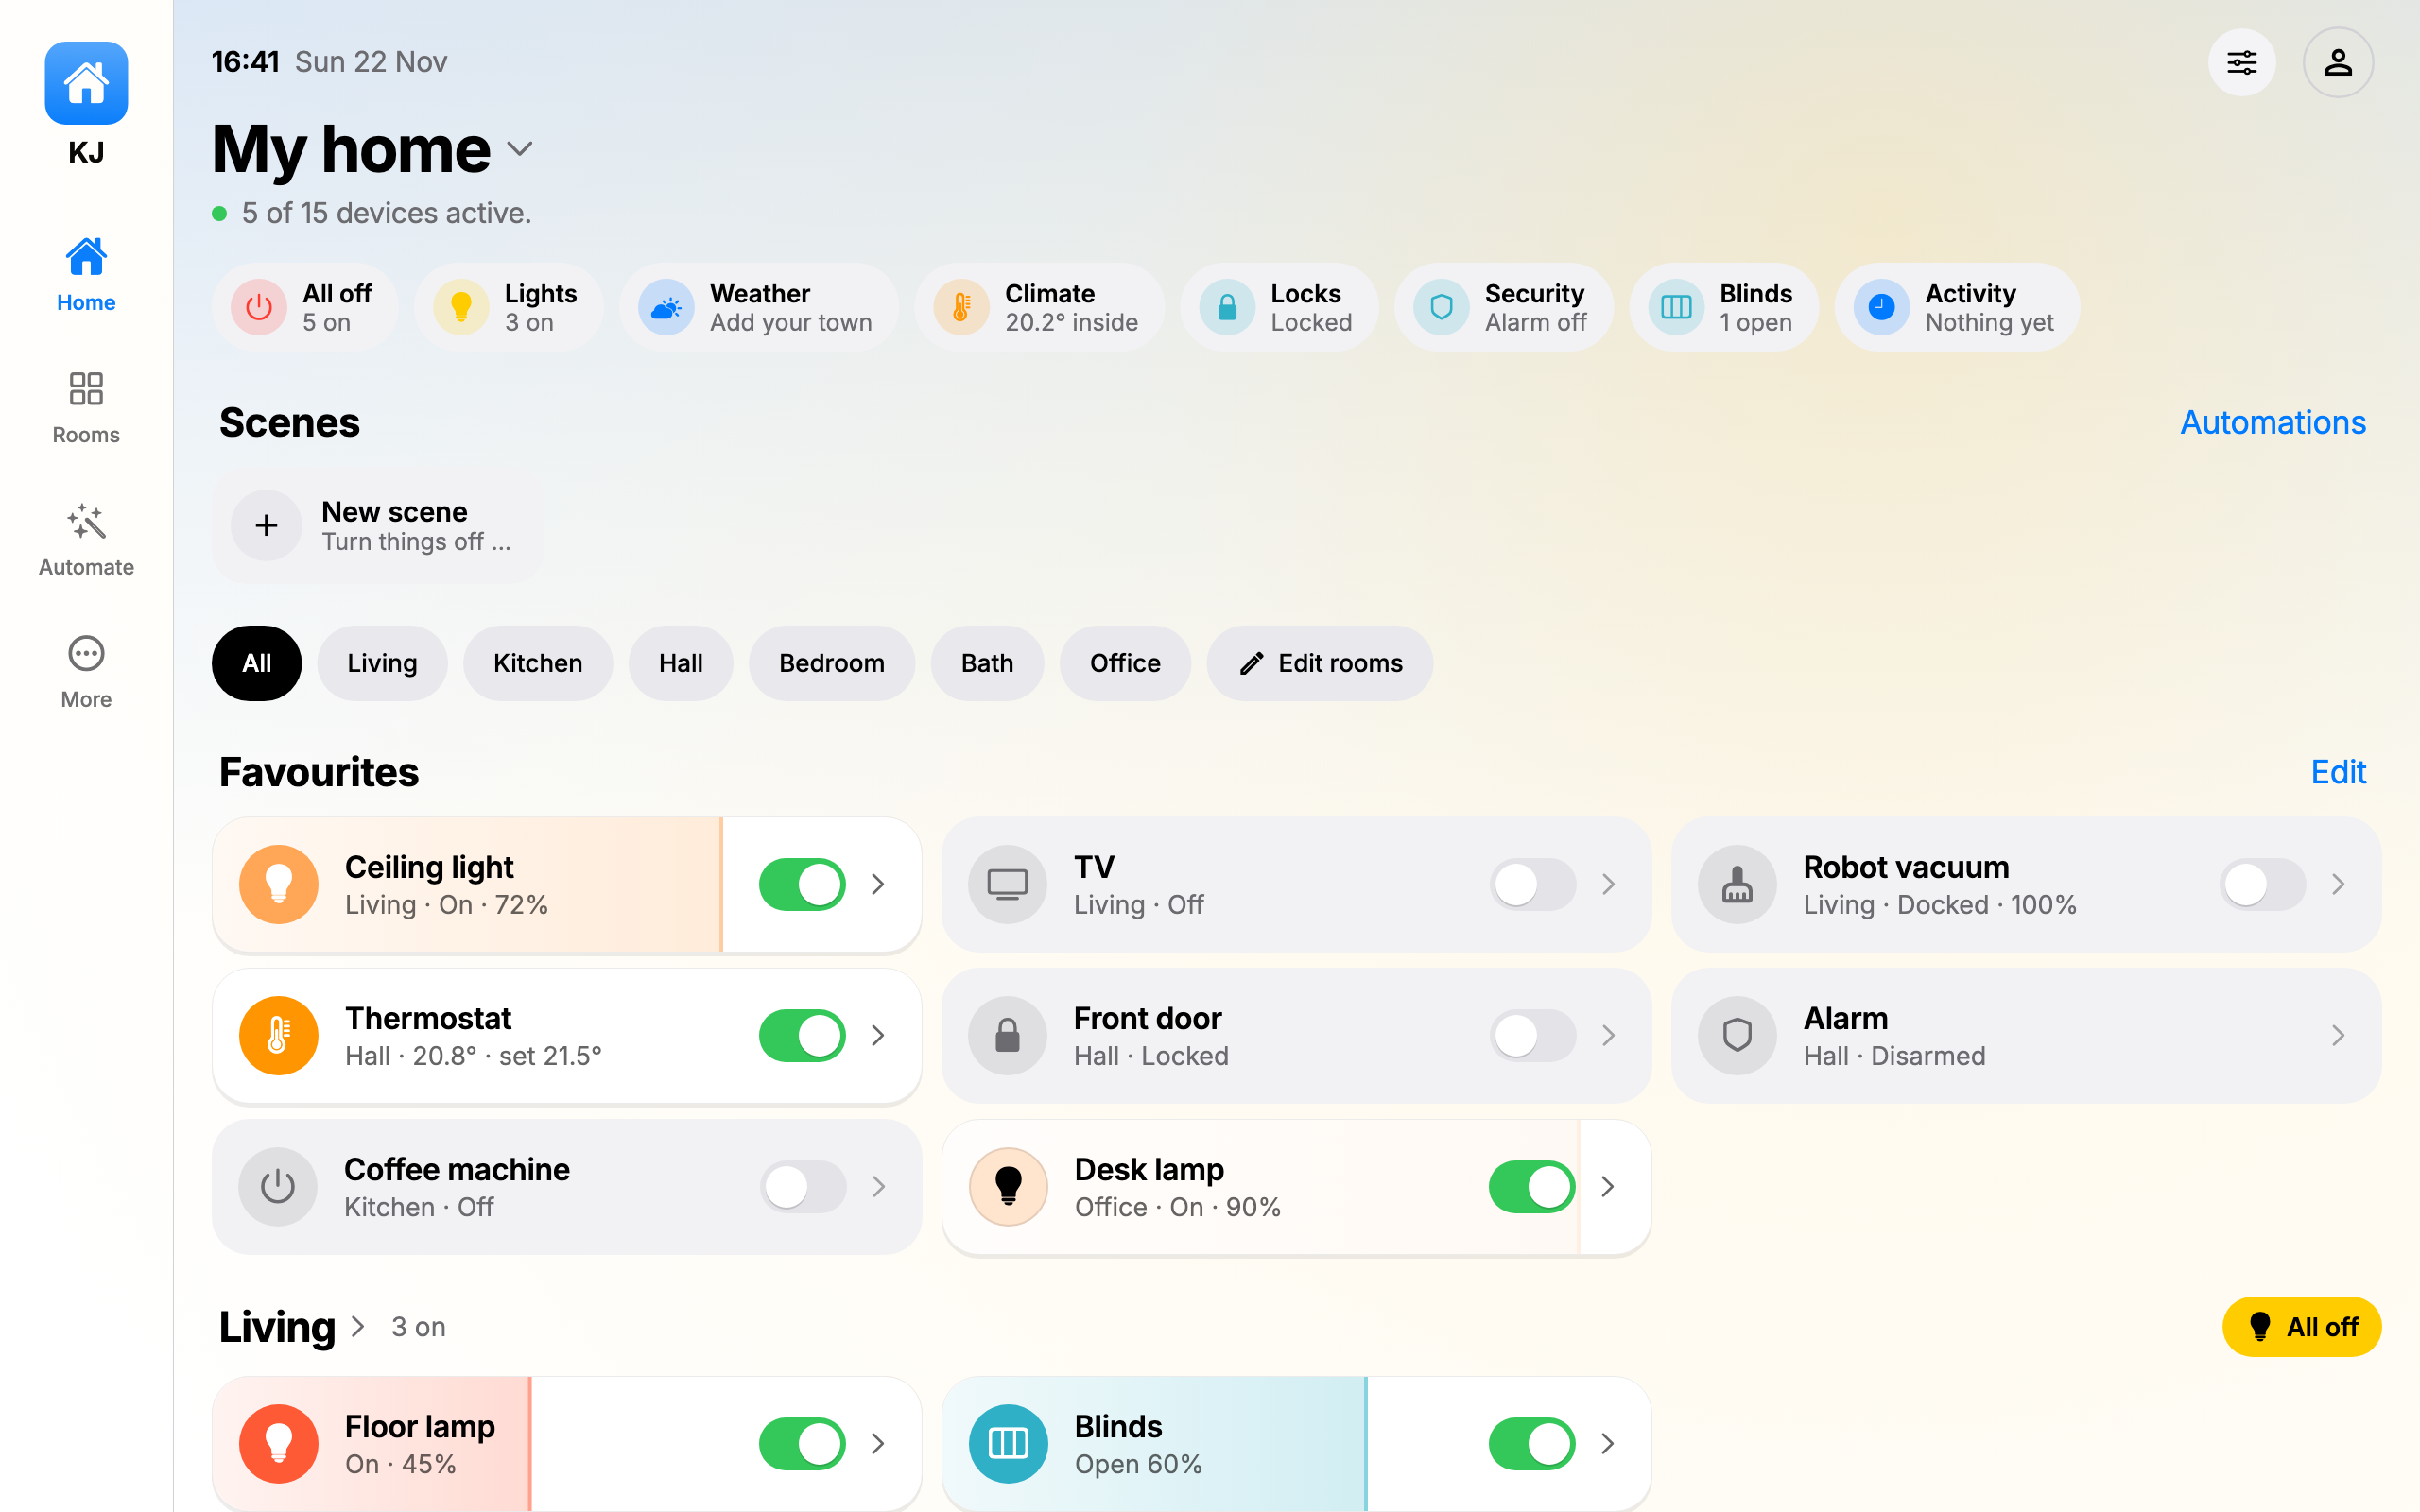 KJ
Home
Rooms
Automate
More
16:41 Sun 22 Nov
My home
5 of 15 devices active.
All off
5 on
Lights
3 on
Weather
Add your town
Climate
20.2° inside
Locks
Locked
Security
Alarm off
Blinds
1 open
Activity
Nothing yet
Scenes
Automations
New scene
Turn things off ...
All
Living
Kitchen
Hall
Bedroom
Bath
Office
Edit rooms
Favourites
Edit
Ceiling light
Living · On · 72%
TV
Living · Off
Robot vacuum
Living · Docked · 100%
Thermostat
Hall · 20.8° · set 21.5°
Front door
Hall · Locked
Alarm
Hall · Disarmed
Coffee machine
Kitchen · Off
Desk lamp
Office · On · 90%
Living
3 on
All off
Floor lamp
On · 45%
Blinds
Open 60%